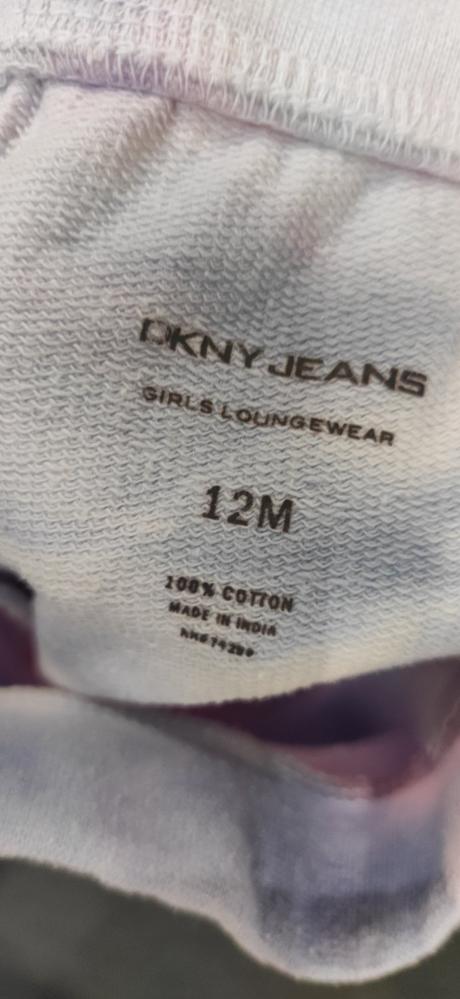 DKNY JEANS
GIRLS LOUNGEWEAR
12M
100% COTTON
MADE IN INDIA